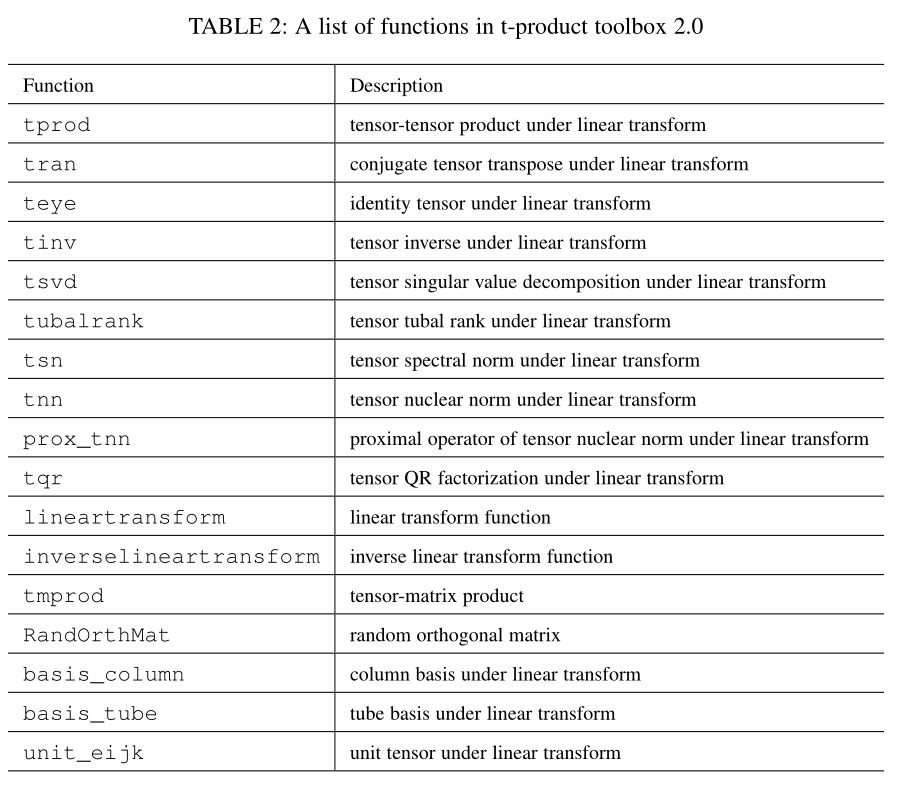 TABLE 2: A list of functions in t-product toolbox 2.0
Function Description
tprod tensor-tensor product under linear transform
tran conjugate tensor transpose under linear transform
teye identity tensor under linear transform
tinv tensor inverse under linear transform
tsvd tensor singular value decomposition under linear transform
tubalrank tensor tubal rank under linear transform
tsn tensor spectral norm under linear transform
tnn tensor nuclear norm under linear transform
prox_tnn proximal operator of tensor nuclear norm under linear transform
tqr tensor QR factorization under linear transform
lineartransform linear transform function
inverselineartransform inverse linear transform function
tmprod tensor-matrix product
RandOrthMat random orthogonal matrix
basis_column column basis under linear transform
basis_tube tube basis under linear transform
unit_eijk unit tensor under linear transform